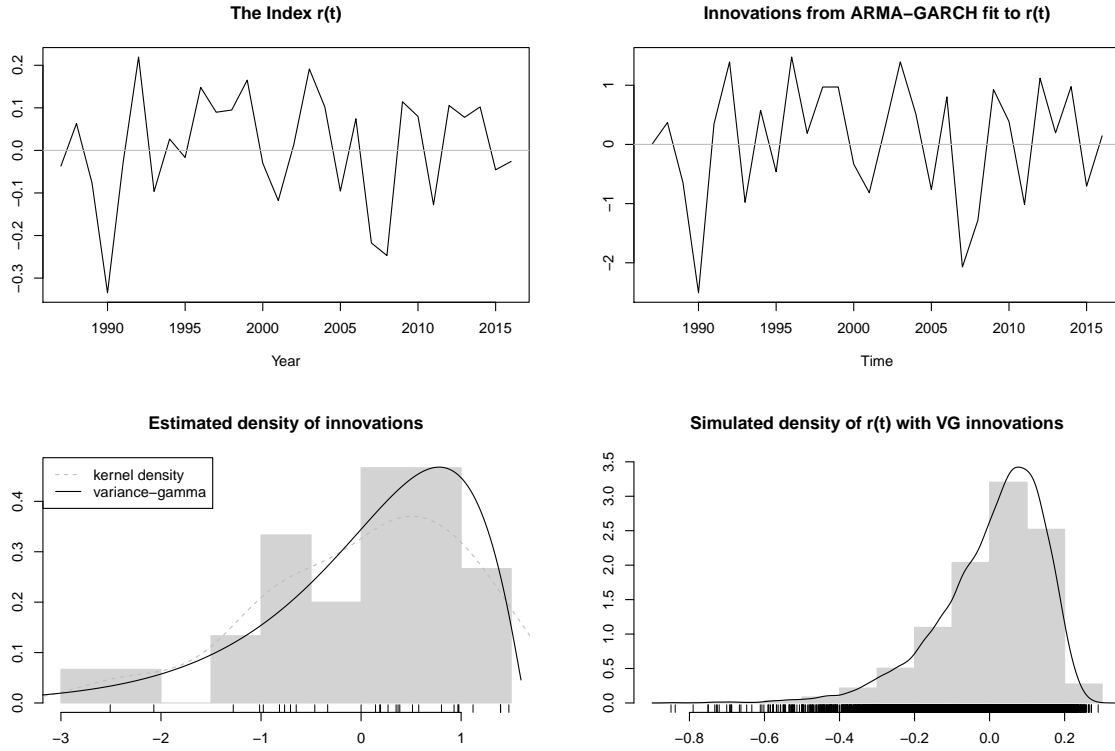 The Index r(t)
0.2
0.1
0.0
−0.1
−0.2
−0.3
1990 1995 2000 2005 2010 2015
Year
Innovations from ARMA−GARCH fit to r(t)
1
0
−1
−2
1990 1995 2000 2005 2010 2015
Time
Estimated density of innovations
kernel density
variance−gamma
0.4
0.3
0.2
0.1
0.0
−3 −2 −1 0 1
Simulated density of r(t) with VG innovations
3.5
3.0
2.5
2.0
1.5
1.0
0.5
0.0
−0.8 −0.6 −0.4 −0.2 0.0 0.2